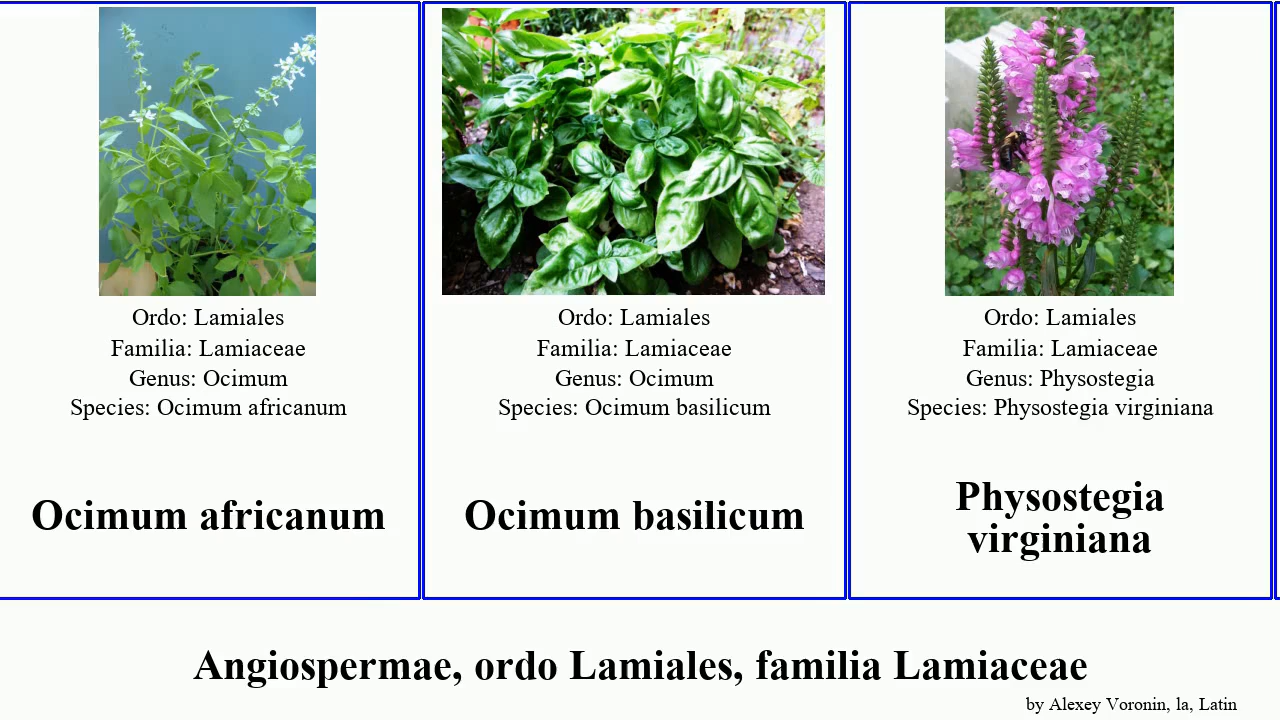 Ordo: Lamiales
Familia: Lamiaceae
Genus: Ocimum
Species: Ocimum africanum
Ocimum africanum
Ordo: Lamiales
Familia: Lamiaceae
Genus: Ocimum
Species: Ocimum basilicum
Ocimum basilicum
Ordo: Lamiales
Familia: Lamiaceae
Genus: Physostegia
Species: Physostegia virginiana
Physostegia
virginiana
Angiospermae, ordo Lamiales, familia Lamiaceae
by Alexey Voronin, la, Latin